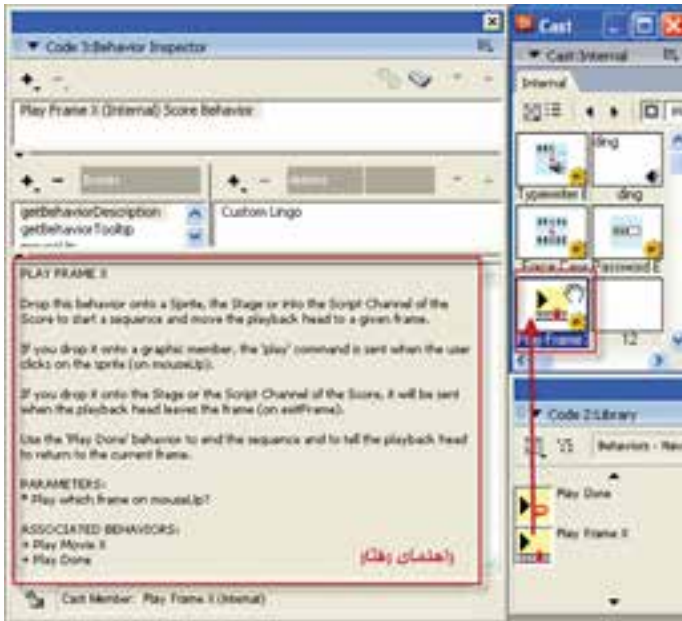 Code 3:Behavior Inspector
Play Frame X (Internal) Score Behavior
getBehaviorDescription
getBehaviorTooltip
Custom Lingo
PLAY FRAME X
Drop this behavior onto a Sprite, the Stage or into the Script Channel of the
Score to start a sequence and move the playback head to a given frame.
If you drop it onto a graphic member, the 'play' command is sent when the user
clicks on the sprite (on mouseUp).
If you drop it onto the Stage or the Script Channel of the Score, it will be sent
when the playback head leaves the frame (on exitFrame).
Use the 'Play Done' behavior to end the sequence and to tell the playback head
to return to the current frame.
PARAMETERS:
* Play which frame on mouseUp?
ASSOCIATED BEHAVIORS:
+ Play Movie X
+ Play Done
راهنمای رفتار
Cast Member: Play Frame X (Internal)
Cast
Cast:Internal
Internal
ding
Typewriter E
ding
Force Case
Password E
Play Frame
12
Code 2:Library
Behaviors - Nav
Play Done
Play Frame X